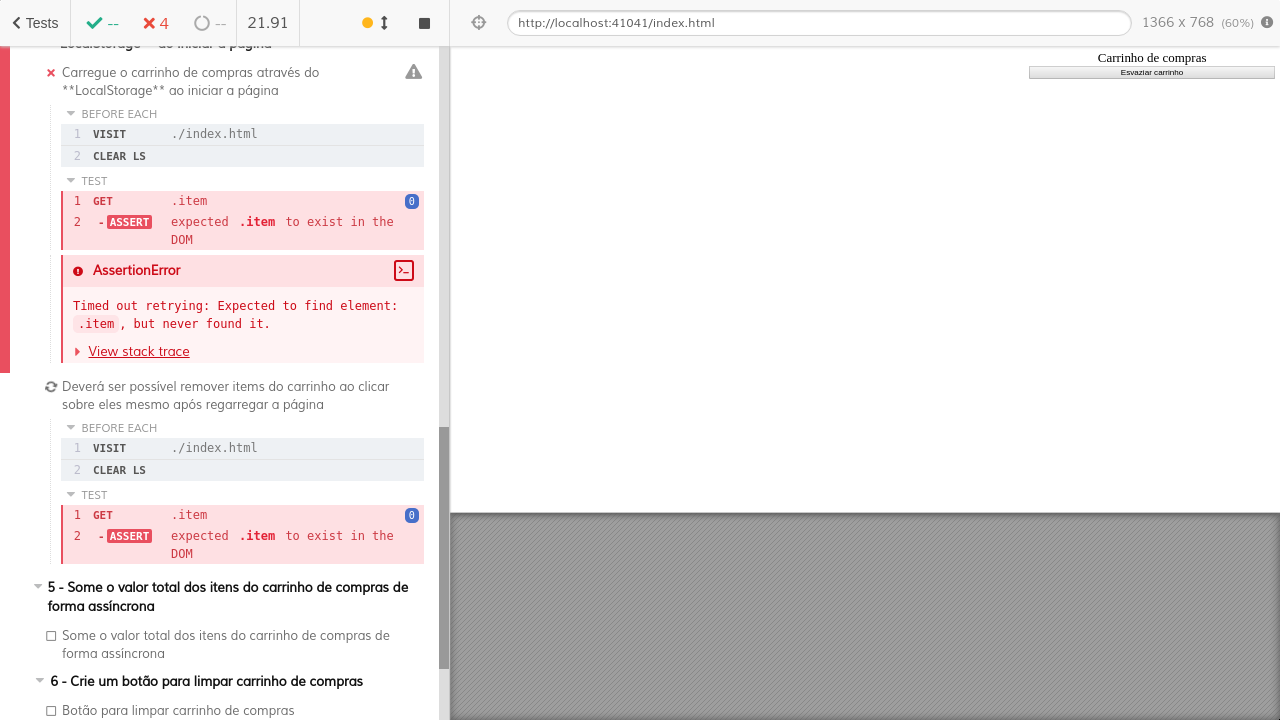 Tests
--
4
--
21.91
http://localhost:41041/index.html
1366 x 768 (60%)
LocalStorage** ao iniciar a página
Carregue o carrinho de compras através do
**LocalStorage** ao iniciar a página
BEFORE EACH
1 VISIT ./index.html
2 CLEAR LS
TEST
1 GET .item 0
2 -ASSERT expected .item to exist in the
DOM
AssertionError
Timed out retrying: Expected to find element:
.item, but never found it.
View stack trace
Deverá ser possível remover items do carrinho ao clicar
sobre eles mesmo após regarregar a página
BEFORE EACH
1 VISIT ./index.html
2 CLEAR LS
TEST
1 GET .item 0
2 -ASSERT expected .item to exist in the
DOM
5 - Some o valor total dos itens do carrinho de compras de
forma assíncrona
Some o valor total dos itens do carrinho de compras de
forma assíncrona
6 - Crie um botão para limpar carrinho de compras
Botão para limpar carrinho de compras
Carrinho de compras
Esvaziar carrinho